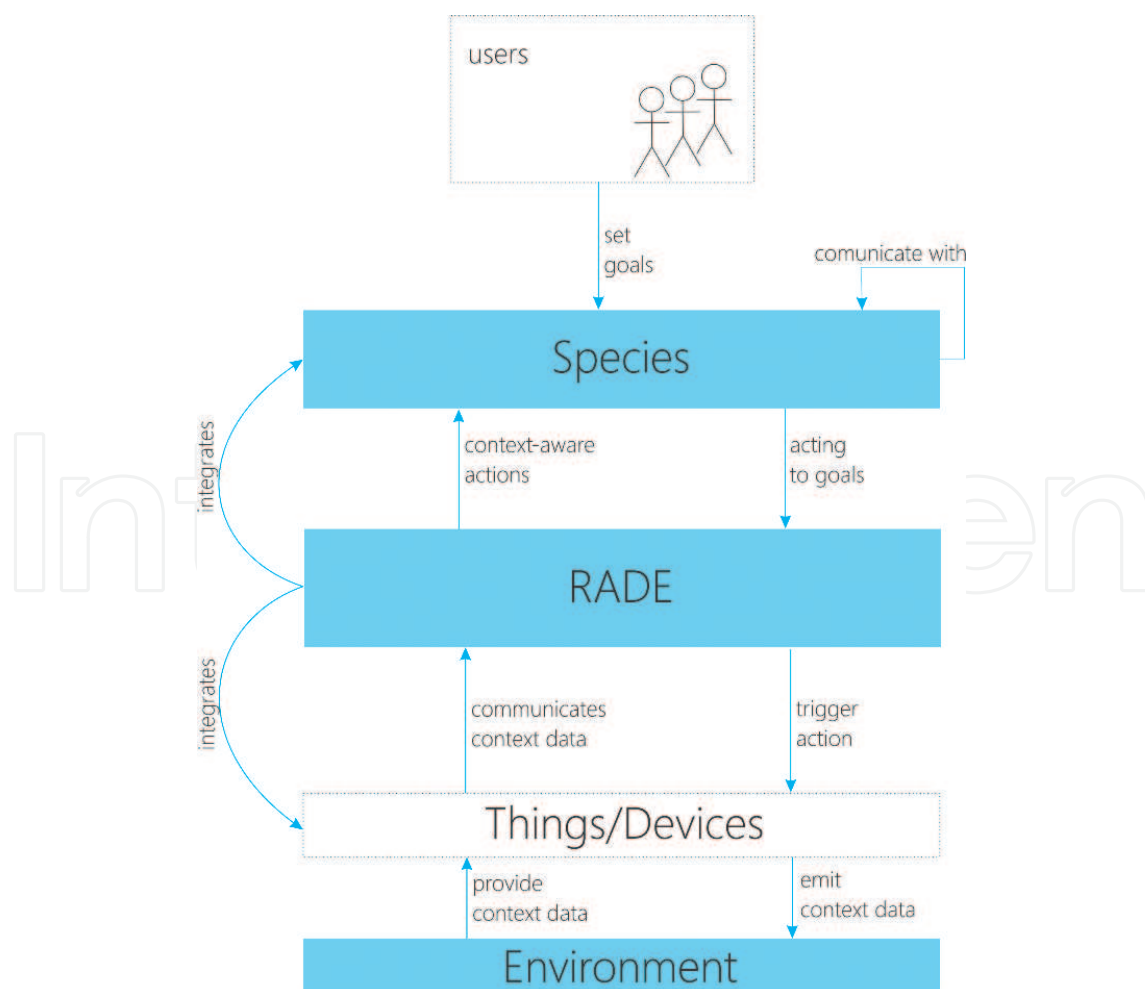 users
set
goals
comunicate with
Species
integrates
context-aware
actions
acting
to goals
RADE
integrates
communicates
context data
trigger
action
Things/Devices
provide
context data
emit
context data
Environment